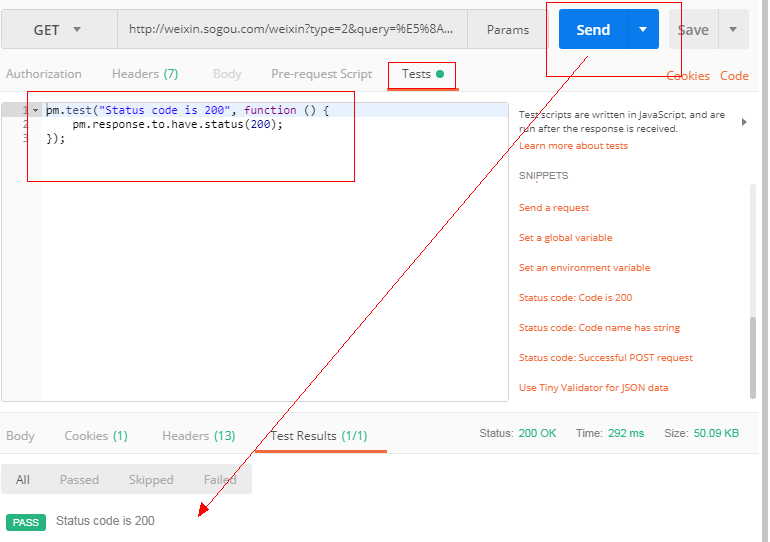 GET http://weixin.sogou.com/weixin?type=2&query=%E5%8A... Params Send Save
Authorization Headers (7) Body Pre-request Script Tests Cookies Code
1 pm.test("Status code is 200", function () {
2 pm.response.to.have.status(200);
3 });
Test scripts are written in JavaScript, and are
run after the response is received.
Learn more about tests
SNIPPETS
Send a request
Set a global variable
Set an environment variable
Status code: Code is 200
Status code: Code name has string
Status code: Successful POST request
Use Tiny Validator for JSON data
Body Cookies (1) Headers (13) Test Results (1/1) Status: 200 OK Time: 292 ms Size: 50.09 KB
All Passed Skipped Failed
PASS Status code is 200